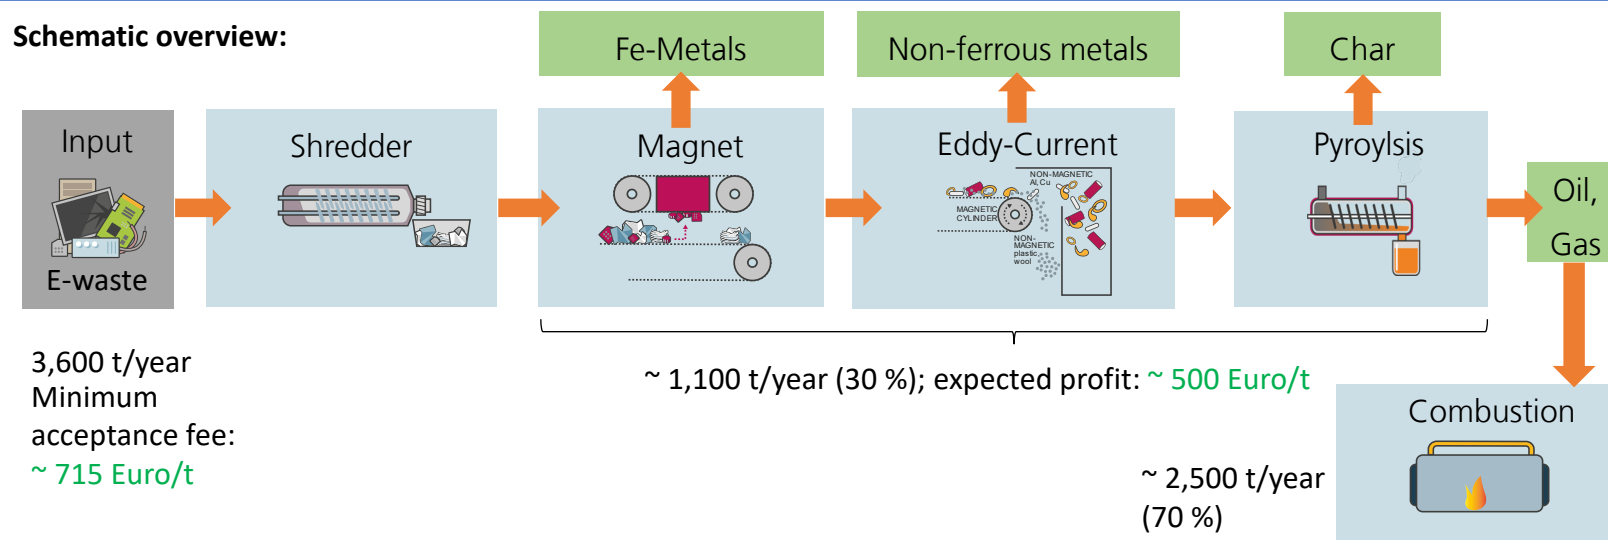 Schematic overview:
Fe-Metals
Non-ferrous metals
Char
Input
E-waste
Shredder
Magnet
Eddy-Current
NON-MAGNETIC
Al, Cu
MAGNETIC
CYLINDER
NON-
MAGNETIC
plastic
wool
Pyroylsis
Oil,
Gas
3,600 t/year
Minimum
acceptance fee:
~ 715 Euro/t
~ 1,100 t/year (30 %); expected profit: ~ 500 Euro/t
Combustion
~ 2,500 t/year
(70 %)